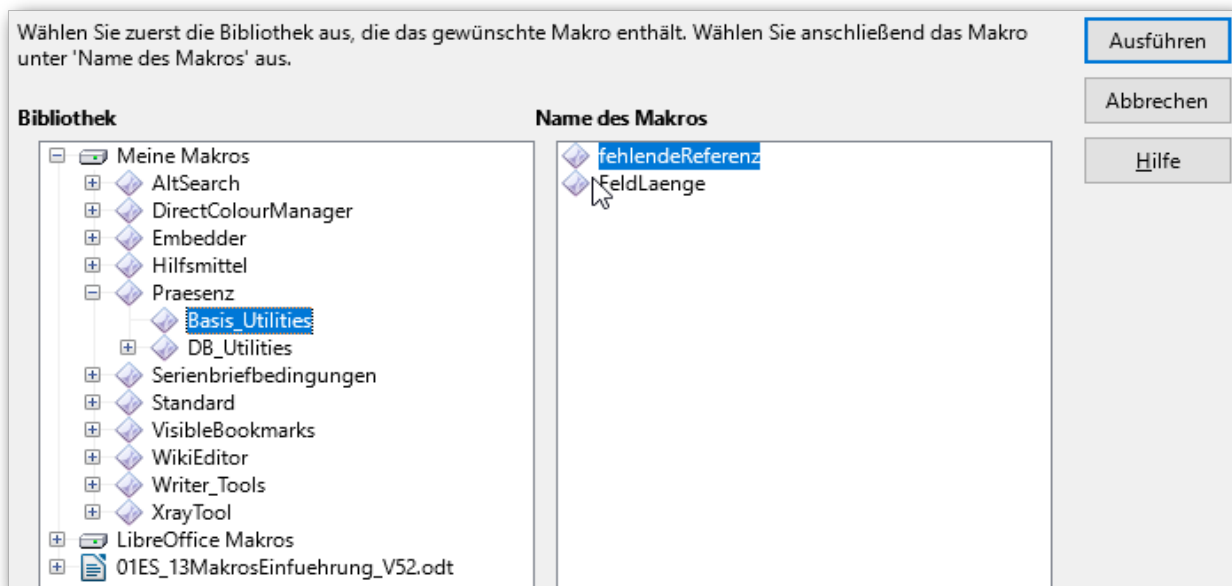 Wählen Sie zuerst die Bibliothek aus, die das gewünschte Makro enthält. Wählen Sie anschließend das Makro
unter 'Name des Makros' aus.
Ausführen
Abbrechen
Hilfe
Bibliothek
Meine Makros
AltSearch
DirectColourManager
Embedder
Hilfsmittel
Praesenz
Basis_Utilities
DB_Utilities
Serienbriefbedingungen
Standard
VisibleBookmarks
WikiEditor
Writer_Tools
XrayTool
LibreOffice Makros
01ES_13MakrosEinfuehrung_V52.odt
Name des Makros
fehlendeReferenz
FeldLaenge